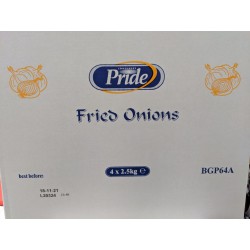 Pride
Fried Onions
4 x 2.5kg ℮
best before:
BGP64A